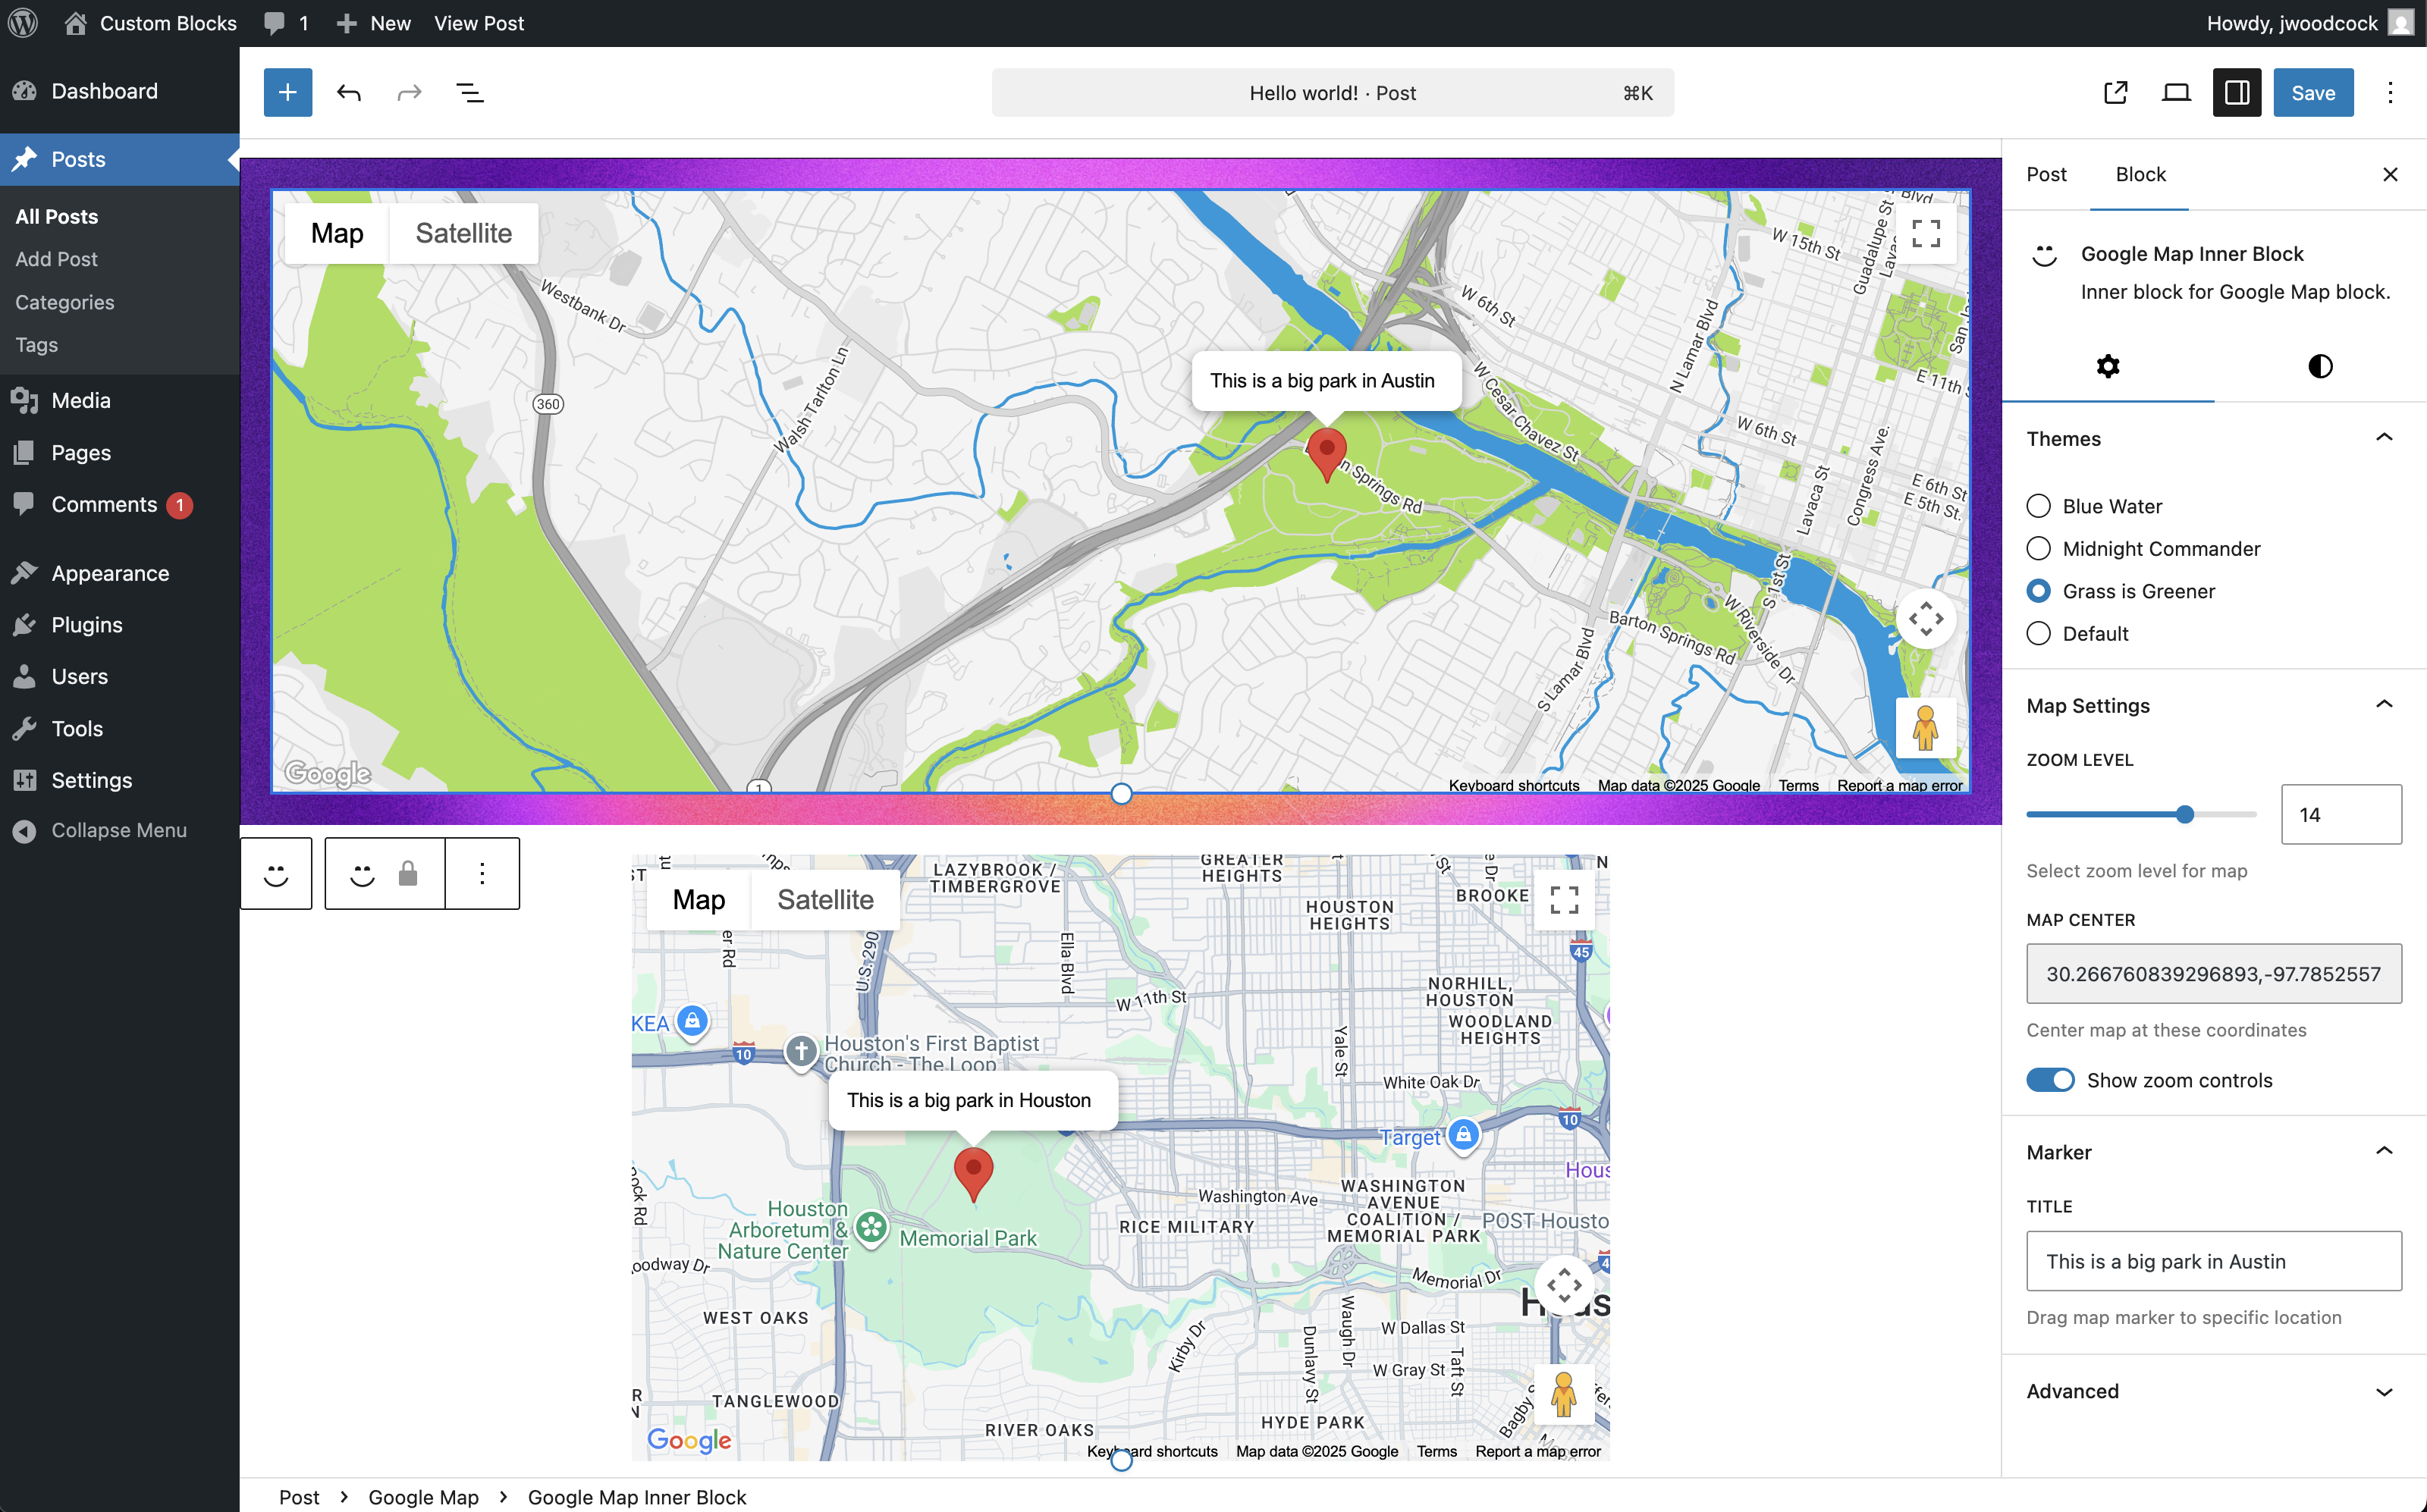 Custom Blocks
1
New
View Post
Howdy, jwoodcock
Dashboard
Posts
All Posts
Add Post
Categories
Tags
Media
Pages
Comments 1
Appearance
Plugins
Users
Tools
Settings
Collapse Menu
Hello world! · Post
⌘K
Save
Map
Satellite
Westbank Dr
Walsh Tarlton Ln
360
1
This is a big park in Austin
W 6th St
W 15th St
Guadalupe St
N Lamar Blvd
W Cesar Chavez St
W 6th St
E 11th
E 6th St
E 5th St.
Lavaca St
Congress Ave.
S 1st St
W Riverside Dr
Barton Springs Rd
S Lamar Blvd
Google
Keyboard shortcuts
Map data ©2025 Google
Terms
Report a map error
Map
Satellite
LAZYBROOK /
TIMBERGROVE
GREATER
HEIGHTS
HOUSTON
HEIGHTS
BROOKE
45
U.S. 290
Ella Blvd
W 11th St
NORHILL,
HOUSTON
WOODLAND
HEIGHTS
Yale St
KEA
10
Houston's First Baptist
Church - The Loop
White Oak Dr
This is a big park in Houston
10
Target
Washington Ave
WASHINGTON
AVENUE
COALITION /
MEMORIAL PARK
RICE MILITARY
POST Housto
Houston
Arboretum &
Nature Center
Memorial Park
Memorial Dr
WEST OAKS
Kirby Dr
Dunlavy St
Waugh Dr
W Dallas St
W Gray St
Taft St
Bagby
TANGLEWOOD
RIVER OAKS
HYDE PARK
Google
Keyboard shortcuts
Map data ©2025 Google
Terms
Report a map error
Post
Block
Google Map Inner Block
Inner block for Google Map block.
Themes
Blue Water
Midnight Commander
Grass is Greener
Default
Map Settings
ZOOM LEVEL
14
Select zoom level for map
MAP CENTER
30.266760839296893,-97.7852557
Center map at these coordinates
Show zoom controls
Marker
TITLE
This is a big park in Austin
Drag map marker to specific location
Advanced
Post
Google Map
Google Map Inner Block